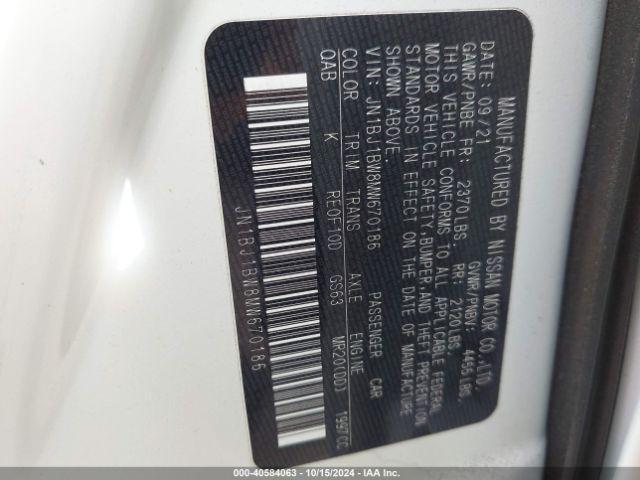 MANUFACTURED BY NISSAN MOTOR CO.,LTD.
DATE: 09/21 GVWR/PNBV: 4455LBS.
GAWR/PNBE FR: 2370LBS. RR: 2120LBS.
THIS VEHICLE CONFORMS TO ALL APPLICABLE FEDERAL
MOTOR VEHICLE SAFETY,BUMPER,AND THEFT PREVENTION
STANDARDS IN EFFECT ON THE DATE OF MANUFACTURE
SHOWN ABOVE.
VIN: JN1BJ1BW8MW670186 PASSENGER CAR
COLOR TRIM TRANS AXLE ENGINE
QAB K RE0F10D GS63 MR20(DD) 1997CC
JN1BJ1BW8MW670186
000-40584063 - 10/15/2024 - IAA Inc.